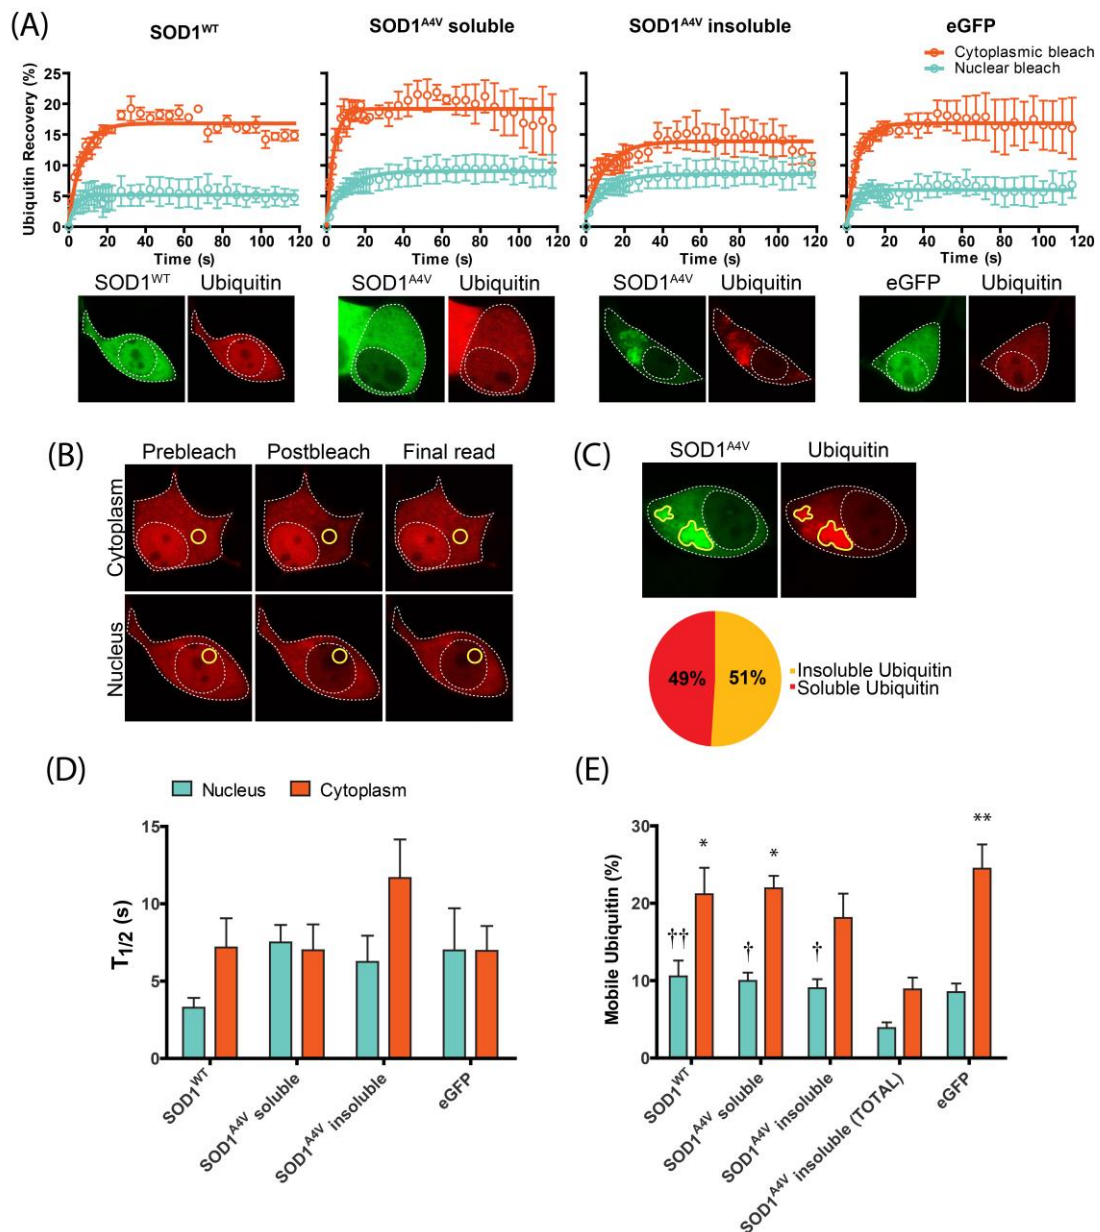 (A)
SOD1WT
SOD1A4V soluble
SOD1A4V insoluble
eGFP
Cytoplasmic bleach
Nuclear bleach
Ubiquitin Recovery (%)
25
20
15
10
5
0
0 20 40 60 80 100 120
0 20 40 60 80 100 120
0 20 40 60 80 100 120
0 20 40 60 80 100 120
Time (s)
Time (s)
Time (s)
Time (s)
SOD1WT Ubiquitin
SOD1A4V Ubiquitin
SOD1A4V Ubiquitin
eGFP Ubiquitin
(B)
Prebleach Postbleach Final read
Cytoplasm
Nucleus
(C)
SOD1A4V Ubiquitin
49% 51%
Insoluble Ubiquitin
Soluble Ubiquitin
(D)
Nucleus Cytoplasm
T1/2 (s)
15
10
5
0
SOD1WT
SOD1A4V soluble
SOD1A4V insoluble
eGFP
(E)
Mobile Ubiquitin (%)
30
20
10
0
†† * † * † **
SOD1WT
SOD1A4V soluble
SOD1A4V insoluble
SOD1A4V insoluble (TOTAL)
eGFP